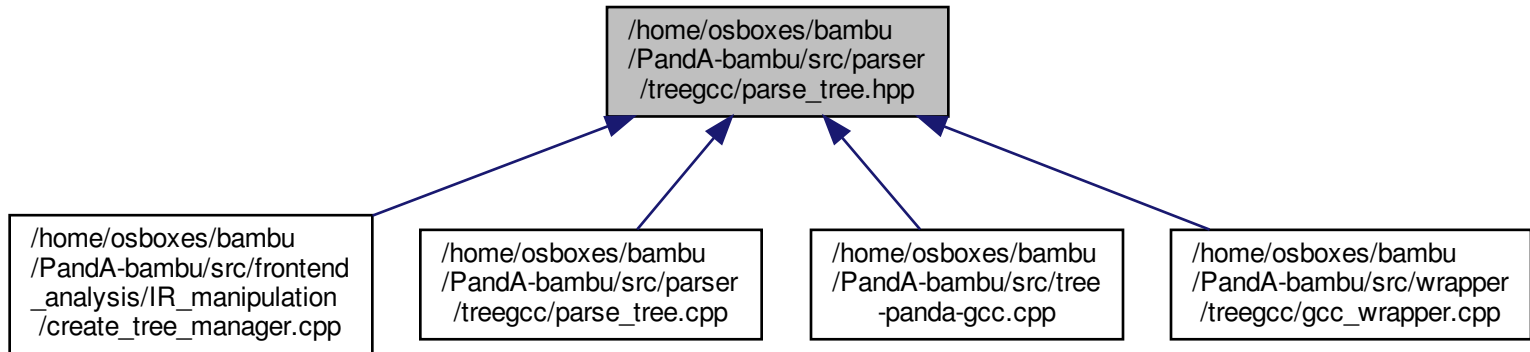 /home/osboxes/bambu
/PandA-bambu/src/parser
/treegcc/parse_tree.hpp
/home/osboxes/bambu
/PandA-bambu/src/frontend
_analysis/IR_manipulation
/create_tree_manager.cpp
/home/osboxes/bambu
/PandA-bambu/src/parser
/treegcc/parse_tree.cpp
/home/osboxes/bambu
/PandA-bambu/src/tree
-panda-gcc.cpp
/home/osboxes/bambu
/PandA-bambu/src/wrapper
/treegcc/gcc_wrapper.cpp